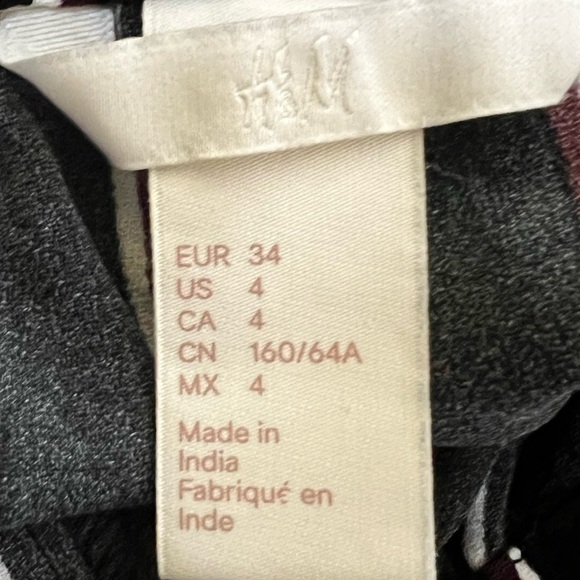 H&M
EUR 34
US 4
CA 4
CN 160/64A
MX 4
Made in
India
Fabriqué en
Inde